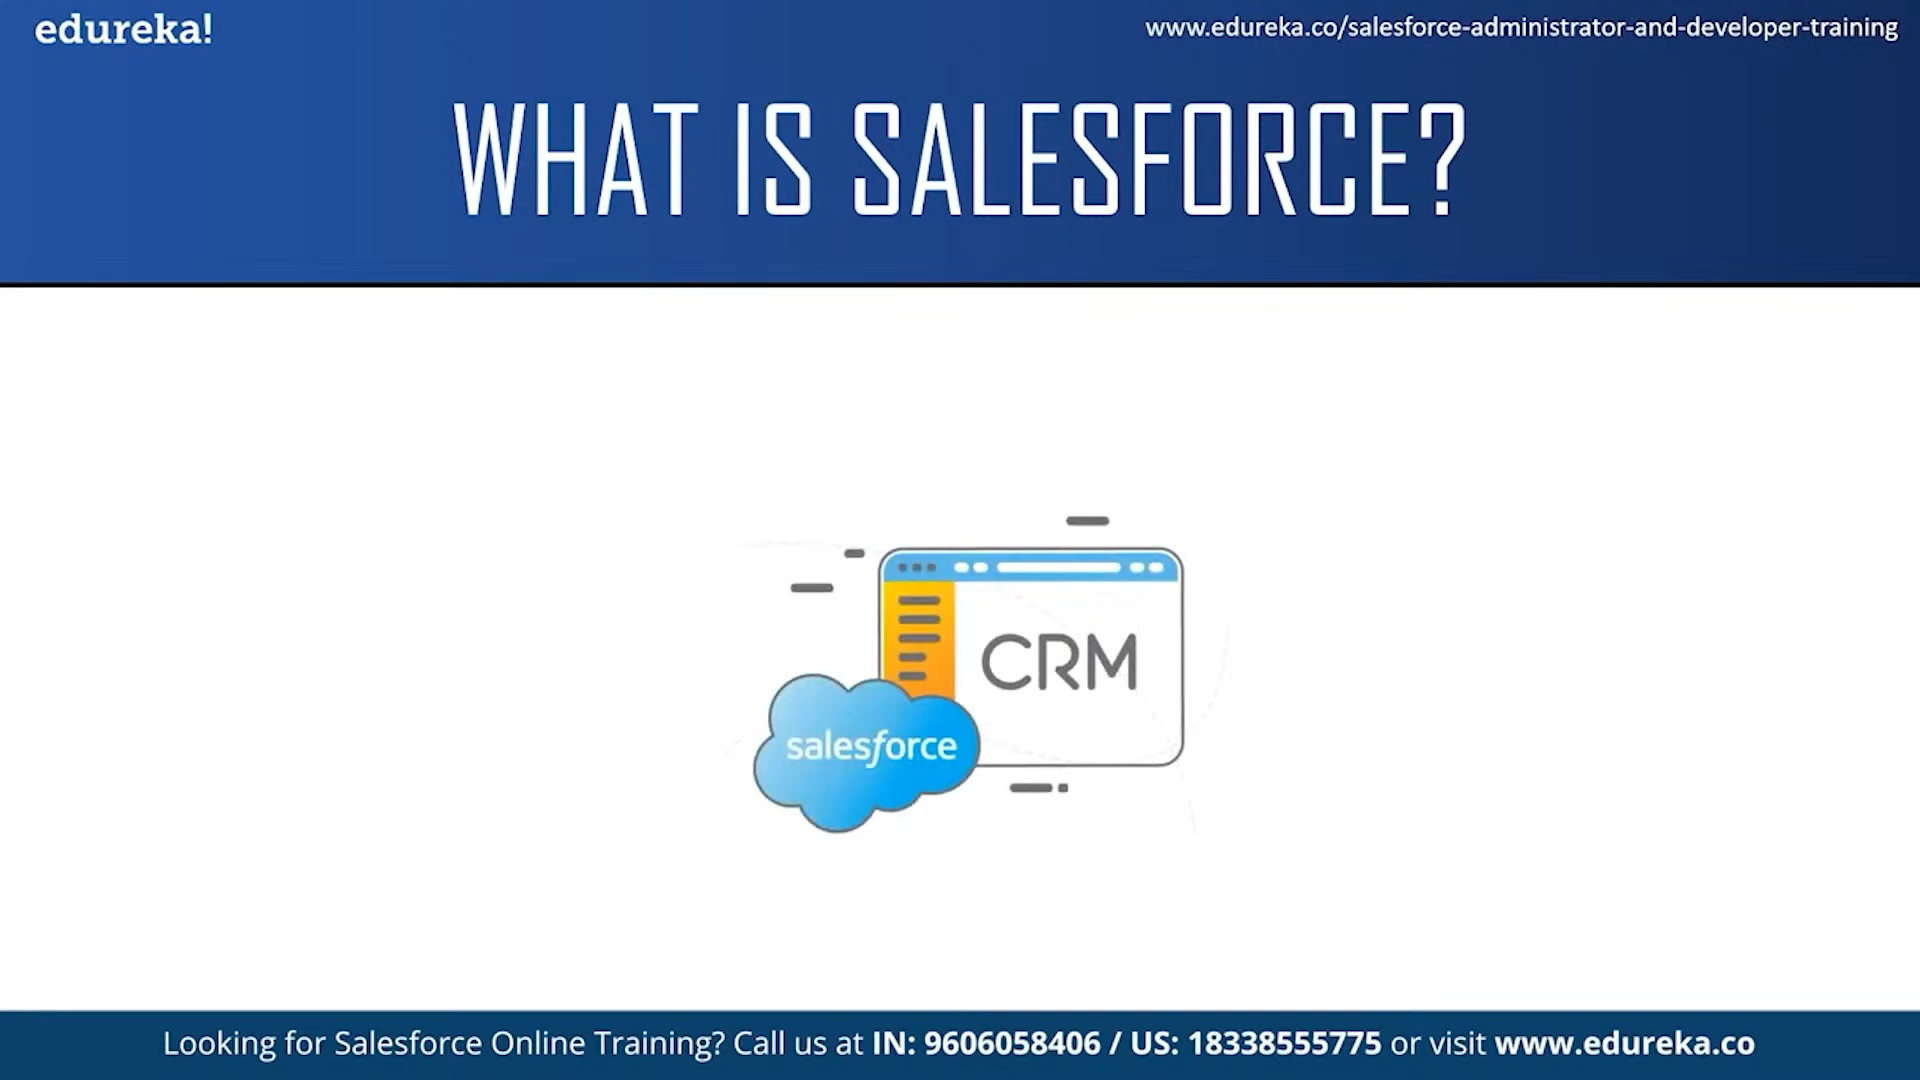 edureka!
www.edureka.co/salesforce-administrator-and-developer-training
WHAT IS SALESFORCE?
CRM
salesforce
Looking for Salesforce Online Training? Call us at IN: 9606058406 / US: 18338555775 or visit www.edureka.co